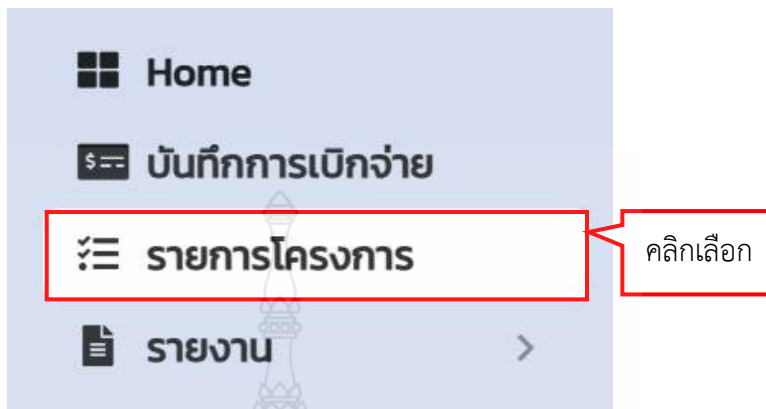 Home
บันทึกการเบิกจ่าย
รายการโครงการ
คลิกเลือก
รายงาน